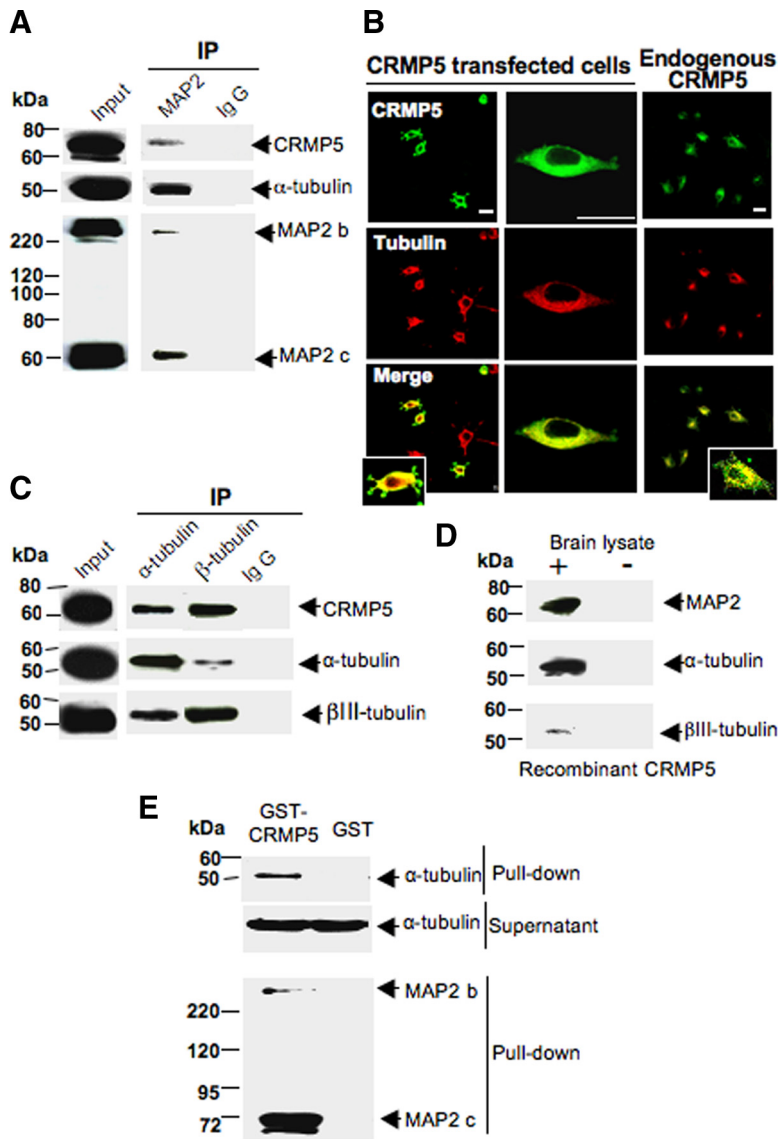 A
IP
kDa
Input
MAP2
Ig G
80
60
CRMP5
50
α-tubulin
MAP2 b
220
120
100
80
60
MAP2 c
B
CRMP5 transfected cells
Endogenous
CRMP5
CRMP5
Tubulin
Merge
C
IP
kDa
Input
α-tubulin
β-tubulin
Ig G
80
60
CRMP5
60
50
α-tubulin
60
50
βIII-tubulin
D
Brain lysate
kDa
+ -
80
60
MAP2
60
50
α-tubulin
60
50
βIII-tubulin
Recombinant CRMP5
E
GST-
CRMP5
GST
kDa
60
50
α-tubulin
Pull-down
α-tubulin
Supernatant
MAP2 b
220
120
Pull-down
95
72
MAP2 c